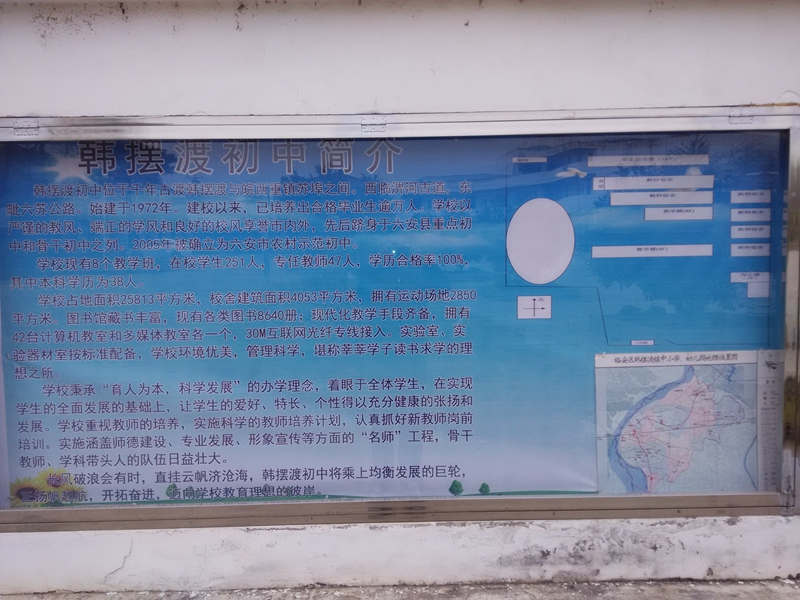 韩摆渡初中简介
韩摆渡初中位于千年古渡韩摆渡与皖西重镇苏埠之间。西临淠河古道，东
毗六苏公路。始建于1972年。建校以来，已培养出合格毕业生逾万人。学校以
严谨的教风、端正的学风和良好的校风享誉市内外，先后跻身于六安县重点初
中和骨干初中之列。2005年被确立为六安市农村示范初中。
学校现有8个教学班，在校学生251人，专任教师47人，学历合格率100%，
其中本科学历为38人。
学校占地面积25813平方米，校舍建筑面积4053平方米，拥有运动场地2850
平方米。图书馆藏书丰富，现有各类图书8640册；现代化教学手段齐备，拥有
42台计算机教室和多媒体教室各一个，30M互联网光纤专线接入。实验室、实
验器材室按标准配备，学校环境优美，管理科学，堪称莘莘学子读书求学的理
想之所。
学校秉承“育人为本，科学发展”的办学理念，着眼于全体学生，在实现
学生的全面发展的基础上，让学生的爱好、特长、个性得以充分健康的张扬和
发展。学校重视教师的培养，实施科学的教师培养计划，认真抓好新教师岗前
培训。实施涵盖师德建设、专业发展、形象宣传等方面的“名师”工程，骨干
教师、学科带头人的队伍日益壮大。
长风破浪会有时，直挂云帆济沧海，韩摆渡初中将乘上均衡发展的巨轮，
扬帆起航，开拓奋进，迈向学校教育理想的彼岸。
裕安区韩摆渡镇中小学、幼儿园地理位置图